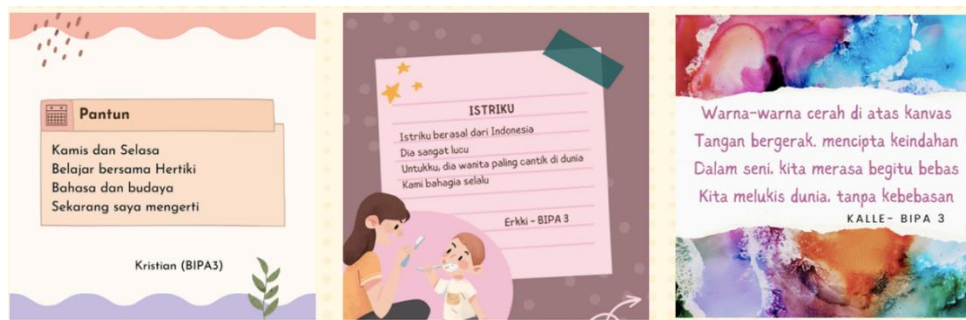 Pantun
Kamis dan Selasa
Belajar bersama Hertiki
Bahasa dan budaya
Sekarang saya mengerti
Kristian (BIPA3)
ISTRIKU
Istriku berasal dari Indonesia
Dia sangat lucu
Untukku, dia wanita paling cantik di dunia
Kami bahagia selalu
Erkki - BIPA 3
Warna-warna cerah di atas kanvas
Tangan bergerak, mencipta keindahan
Dalam seni, kita merasa begitu bebas
Kita melukis dunia, tanpa kebebasan
KALLE- BIPA 3